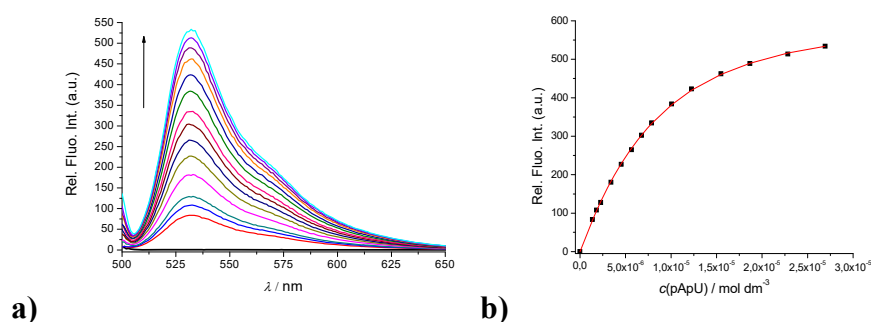 550
500
450
400
350
300
250
200
150
100
50
0
Rel. Fluo. Int. (a.u.)
500 525 550 575 600 625 650
λ / nm
a)
600
500
400
300
200
100
0
Rel. Fluo. Int. (a.u.)
0,0 5,0x10⁻⁶ 1,0x10⁻⁵ 1,5x10⁻⁵ 2,0x10⁻⁵ 2,5x10⁻⁵ 3,0x10⁻⁵
c(pApU) / mol dm⁻³
b)